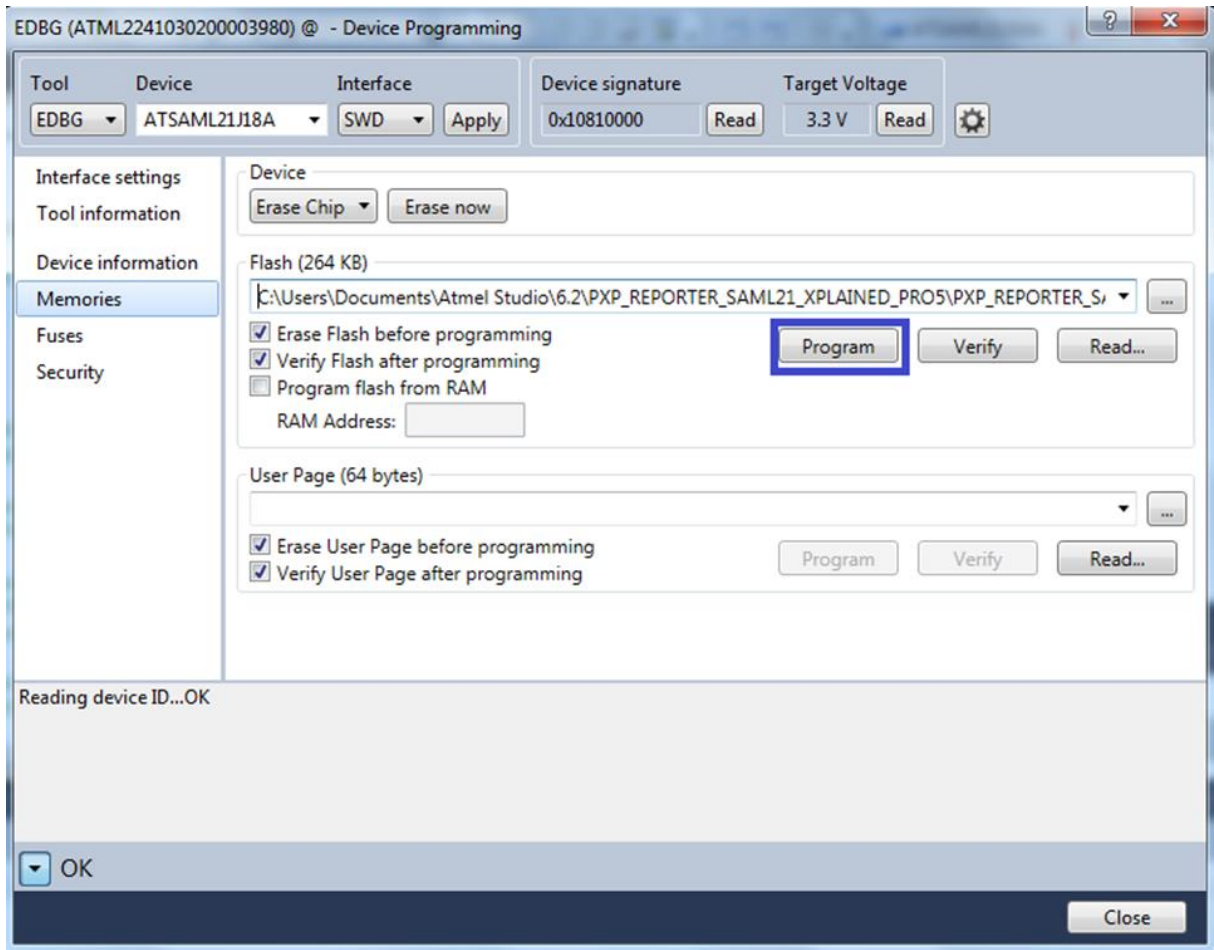 EDBG (ATML2241030200003980) @ - Device Programming
Tool Device Interface Device signature Target Voltage
EDBG ATSAML21J18A SWD Apply 0x10810000 Read 3.3 V Read
Interface settings
Tool information
Device information
Memories
Fuses
Security
Device
Erase Chip Erase now
Flash (264 KB)
C:\Users\Documents\Atmel Studio\6.2\PXP_REPORTER_SAML21_XPLAINED_PRO5\PXP_REPORTER_S ...
Erase Flash before programming
Verify Flash after programming
Program flash from RAM
RAM Address:
Program Verify Read...
User Page (64 bytes)
...
Erase User Page before programming
Verify User Page after programming
Program Verify Read...
Reading device ID...OK
OK
Close